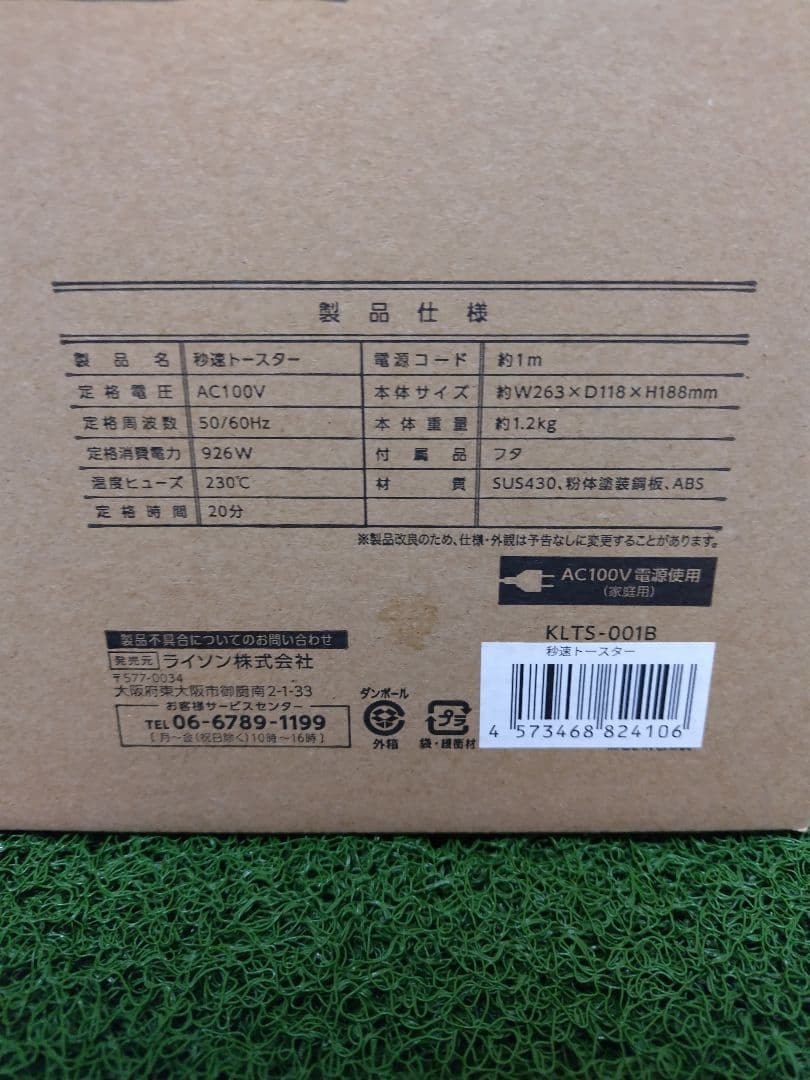 製品仕様
製品名 秒速トースター 電源コード 約1m
定格電圧 AC100V 本体サイズ 約W263×D118×H188mm
定格周波数 50/60Hz 本体重量 約1.2kg
定格消費電力 926W 付属品 フタ
温度ヒューズ 230℃ 材質 SUS430、粉体塗装鋼板、ABS
定格時間 20分
※製品改良のため、仕様・外観は予告なしに変更することがあります。
AC100V電源使用
(家庭用)
KLTS-001B
製品不具合についてのお問い合わせ
発売元 ライソン株式会社
〒577-0034
大阪府東大阪市御厨南2-1-33
お客様サービスセンター
TEL 06-6789-1199
[月～金(祝日除く)10時～16時]
ダンボール
外箱
プラ
袋・緩衝材
秒速トースター
4 573468 824106